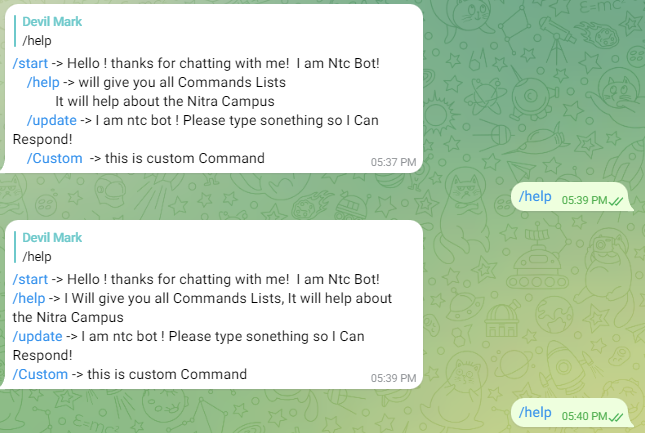 Devil Mark
/help
/start -> Hello ! thanks for chatting with me!  I am Ntc Bot!
/help -> will give you all Commands Lists
It will help about the Nitra Campus
/update -> I am ntc bot ! Please type sonething so I Can
Respond!
/Custom  -> this is custom Command
05:37 PM
/help 05:39 PM
Devil Mark
/help
/start -> Hello ! thanks for chatting with me!  I am Ntc Bot!
/help -> I Will give you all Commands Lists, It will help about
the Nitra Campus
/update -> I am ntc bot ! Please type sonething so I Can
Respond!
/Custom -> this is custom Command
05:39 PM
/help 05:40 PM